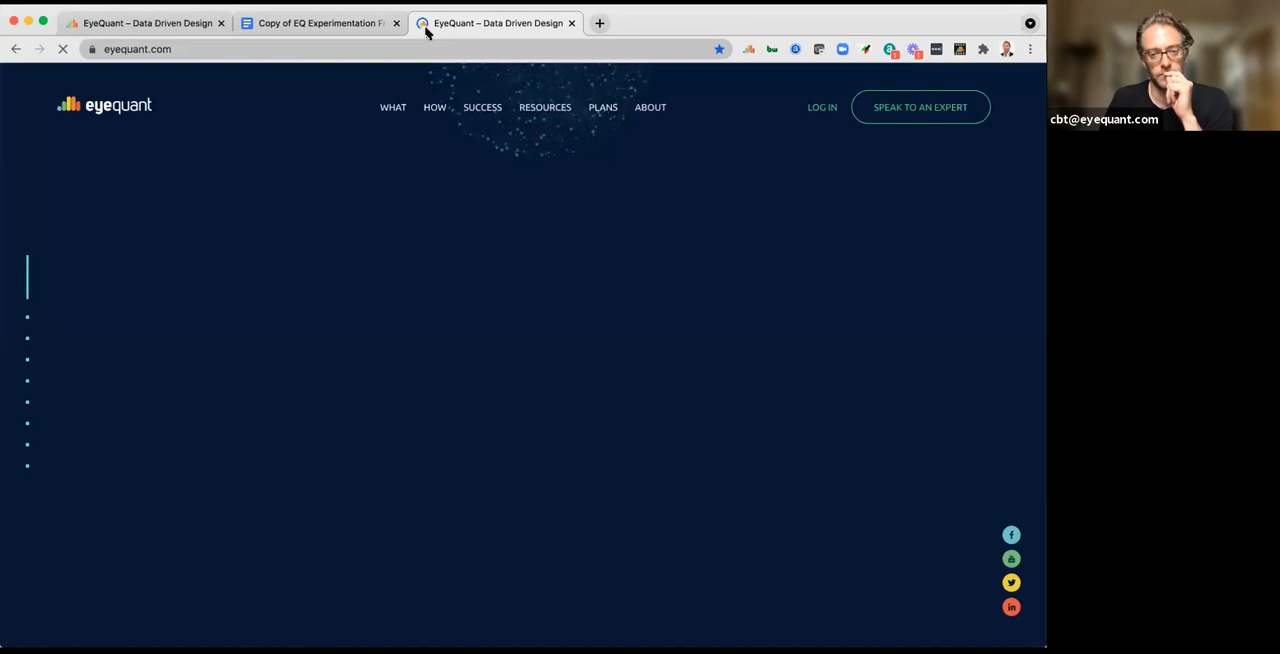 EyeQuant – Data Driven Design
Copy of EQ Experimentation Fr
EyeQuant – Data Driven Design
eyequant.com
eyequant
WHAT HOW SUCCESS RESOURCES PLANS ABOUT
LOG IN
SPEAK TO AN EXPERT
cbt@eyequant.com